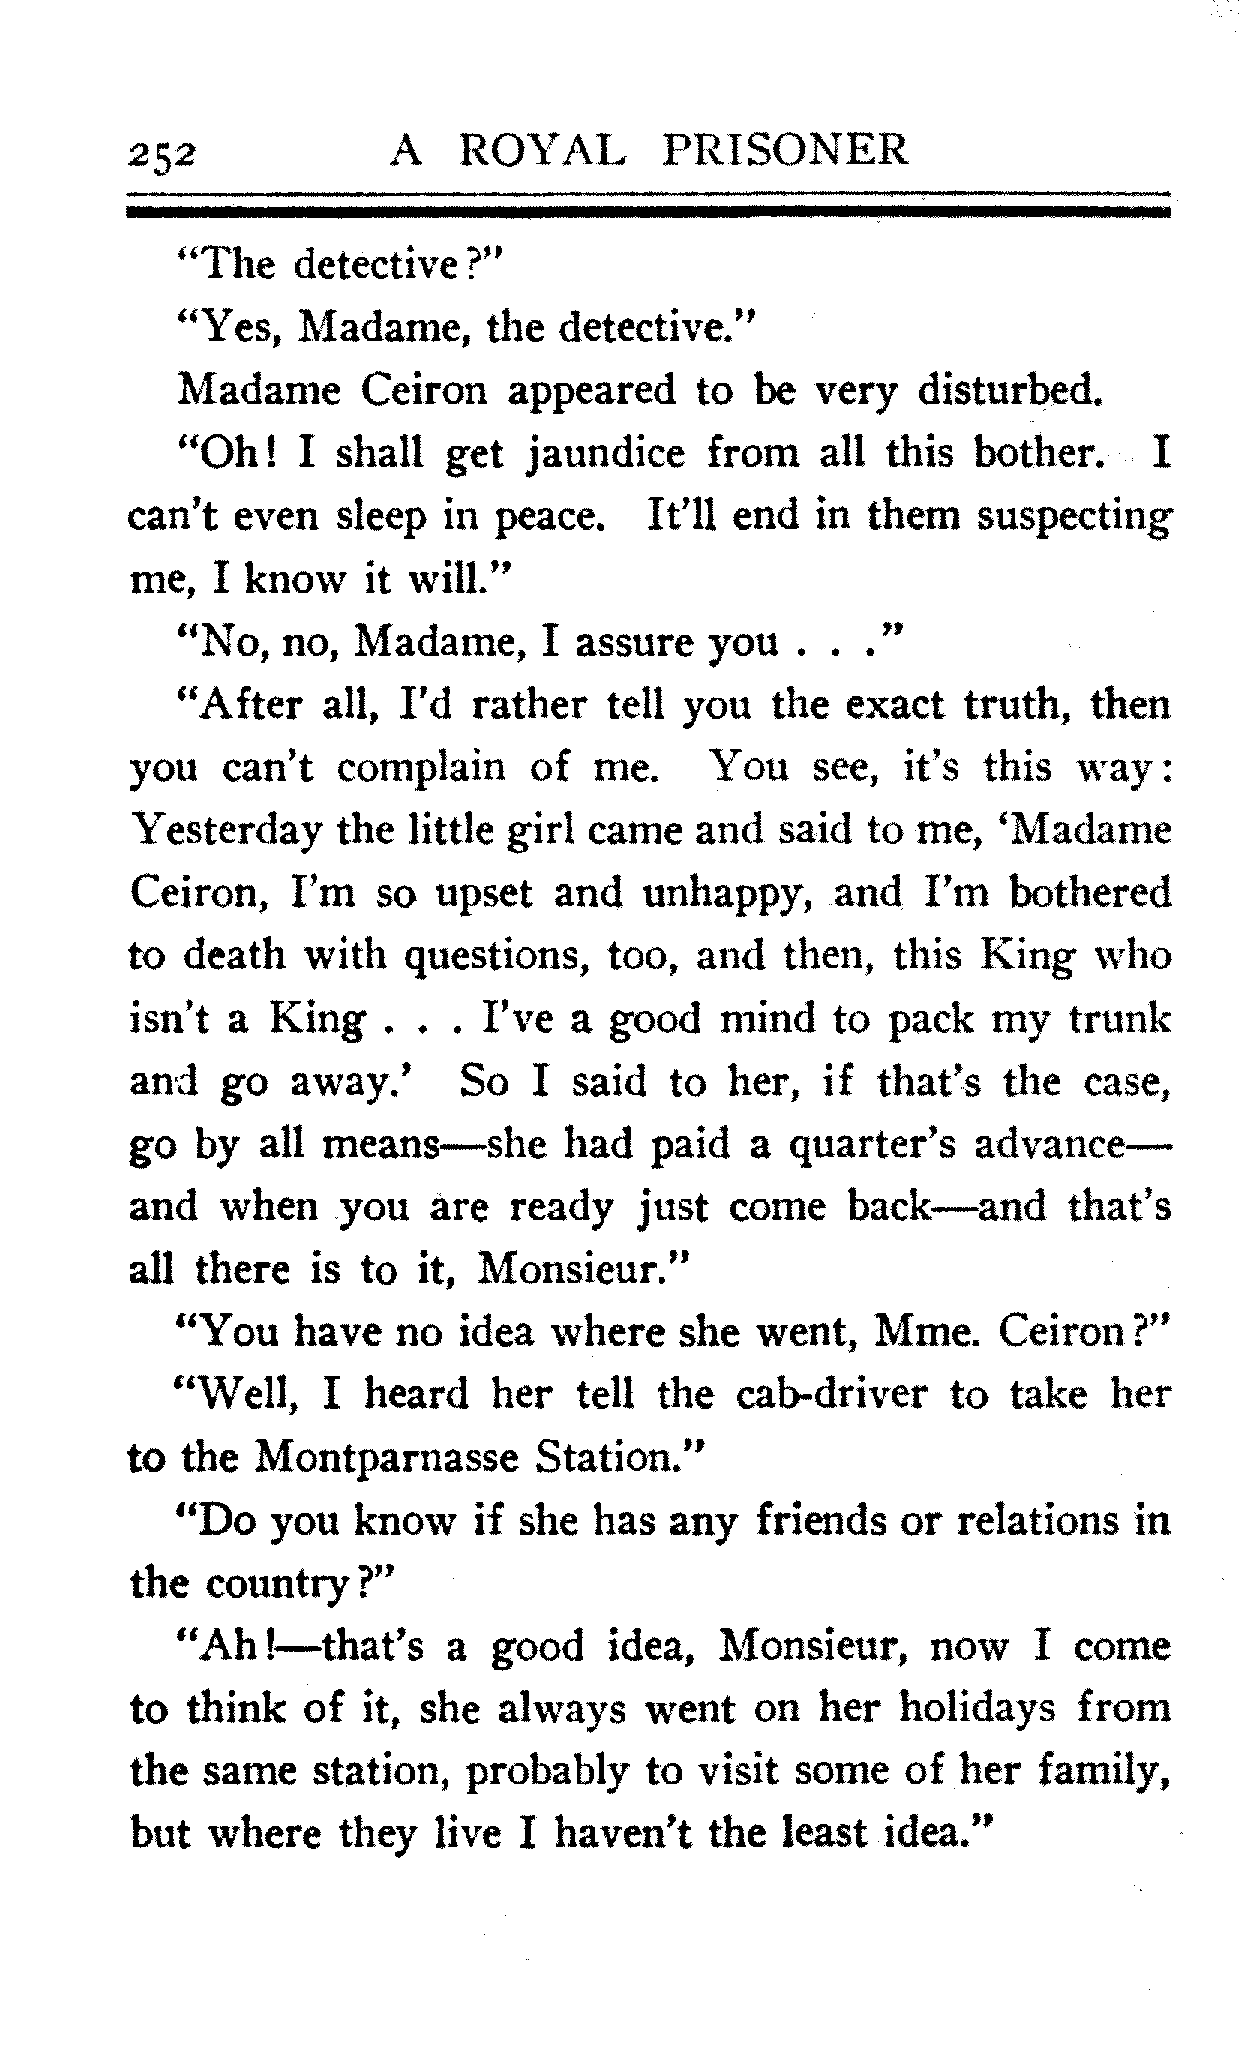 252 A ROYAL PRISONER
"The detective?"
"Yes, Madame, the detective."
Madame Ceiron appeared to be very disturbed.
"Oh! I shall get jaundice from all this bother. I
can't even sleep in peace. It'll end in them suspecting
me, I know it will."
"No, no, Madame, I assure you . . ."
"After all, I'd rather tell you the exact truth, then
you can't complain of me. You see, it's this way:
Yesterday the little girl came and said to me, 'Madame
Ceiron, I'm so upset and unhappy, and I'm bothered
to death with questions, too, and then, this King who
isn't a King . . . I've a good mind to pack my trunk
and go away.' So I said to her, if that's the case,
go by all means—she had paid a quarter's advance—
and when you are ready just come back—and that's
all there is to it, Monsieur."
"You have no idea where she went, Mme. Ceiron?"
"Well, I heard her tell the cab-driver to take her
to the Montparnasse Station."
"Do you know if she has any friends or relations in
the country?"
"Ah!—that's a good idea, Monsieur, now I come
to think of it, she always went on her holidays from
the same station, probably to visit some of her family,
but where they live I haven't the least idea."